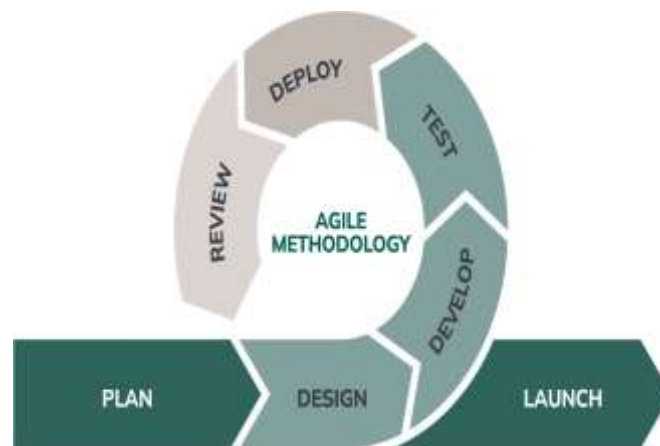 DEPLOY
TEST
REVIEW
AGILE
METHODOLOGY
DEVELOP
PLAN
DESIGN
LAUNCH